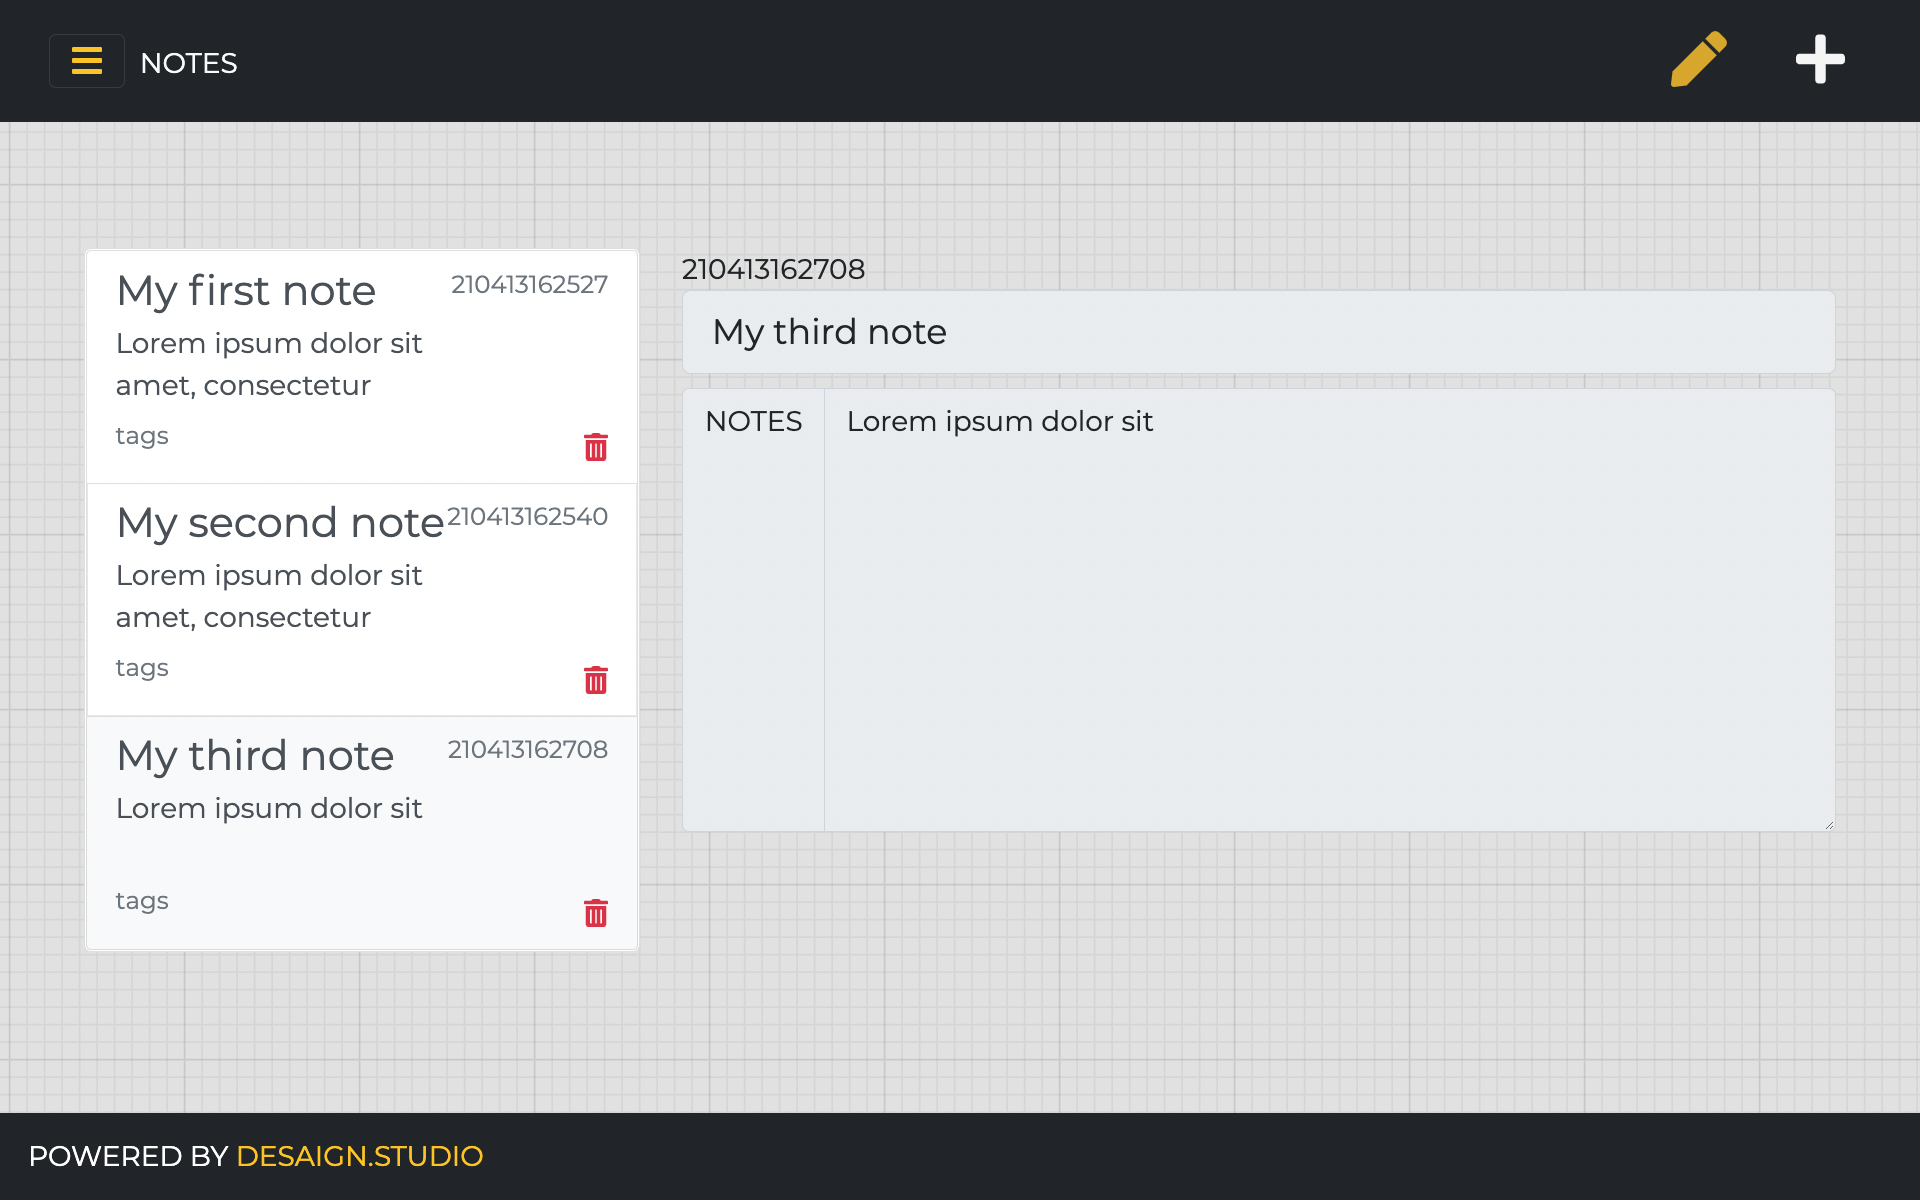 NOTES
My first note 210413162527
Lorem ipsum dolor sit
amet, consectetur
tags
My second note 210413162540
Lorem ipsum dolor sit
amet, consectetur
tags
My third note 210413162708
Lorem ipsum dolor sit
tags
210413162708
My third note
NOTES Lorem ipsum dolor sit
POWERED BY DESAIGN.STUDIO